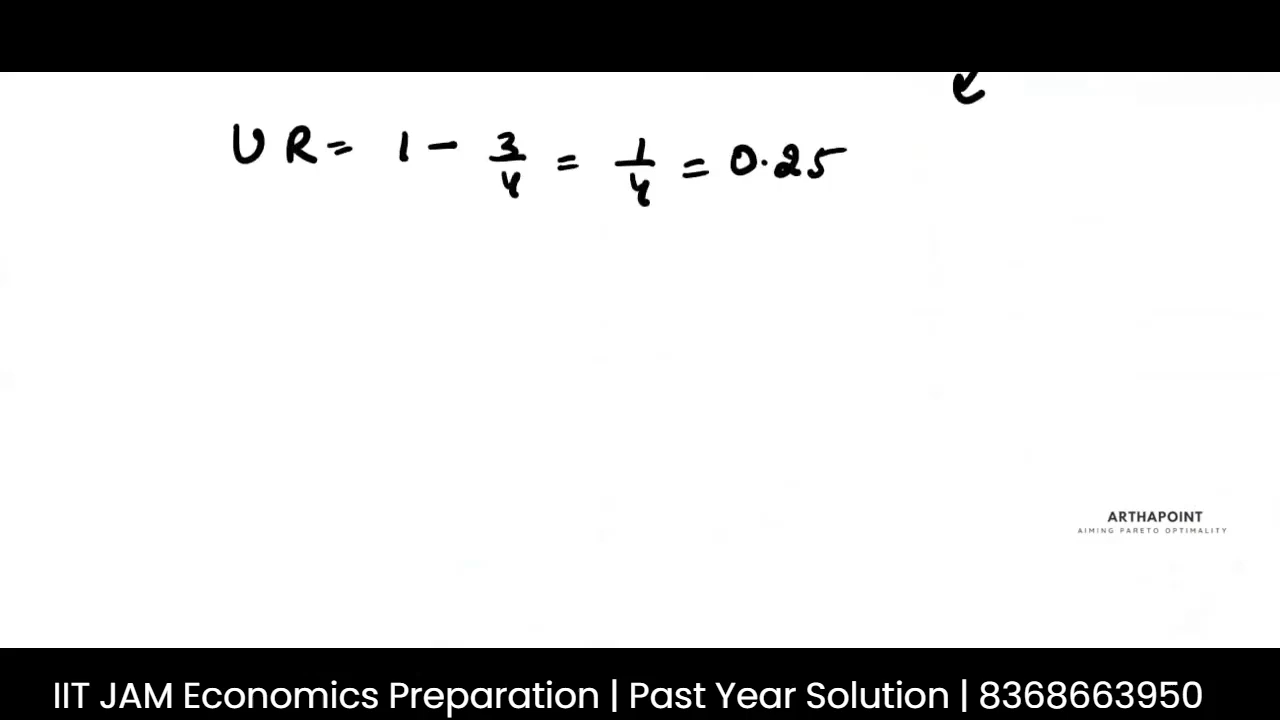 e
U R = 1 - 3/4 = 1/4 = 0.25
ARTHAPOINT
AIMING PARETO OPTIMALITY
IIT JAM Economics Preparation | Past Year Solution | 8368663950